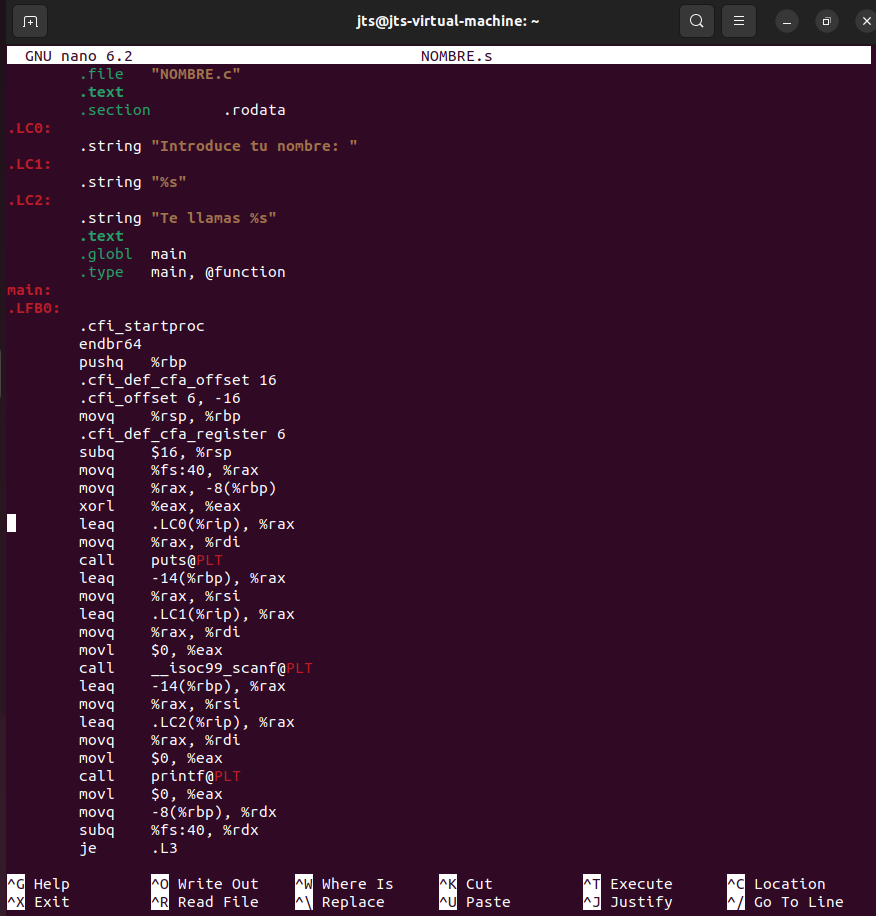 jts@jts-virtual-machine: ~
GNU nano 6.2 NOMBRE.s
.file "NOMBRE.c"
.text
.section .rodata
.LC0:
.string "Introduce tu nombre: "
.LC1:
.string "%s"
.LC2:
.string "Te llamas %s"
.text
.globl main
.type main, @function
main:
.LFB0:
.cfi_startproc
endbr64
pushq %rbp
.cfi_def_cfa_offset 16
.cfi_offset 6, -16
movq %rsp, %rbp
.cfi_def_cfa_register 6
subq $16, %rsp
movq %fs:40, %rax
movq %rax, -8(%rbp)
xorl %eax, %eax
leaq .LC0(%rip), %rax
movq %rax, %rdi
call puts@PLT
leaq -14(%rbp), %rax
movq %rax, %rsi
leaq .LC1(%rip), %rax
movq %rax, %rdi
movl $0, %eax
call __isoc99_scanf@PLT
leaq -14(%rbp), %rax
movq %rax, %rsi
leaq .LC2(%rip), %rax
movq %rax, %rdi
movl $0, %eax
call printf@PLT
movl $0, %eax
movq -8(%rbp), %rdx
subq %fs:40, %rdx
je .L3
^G Help ^O Write Out ^W Where Is ^K Cut ^T Execute ^C Location
^X Exit ^R Read File ^\ Replace ^U Paste ^J Justify ^/ Go To Line